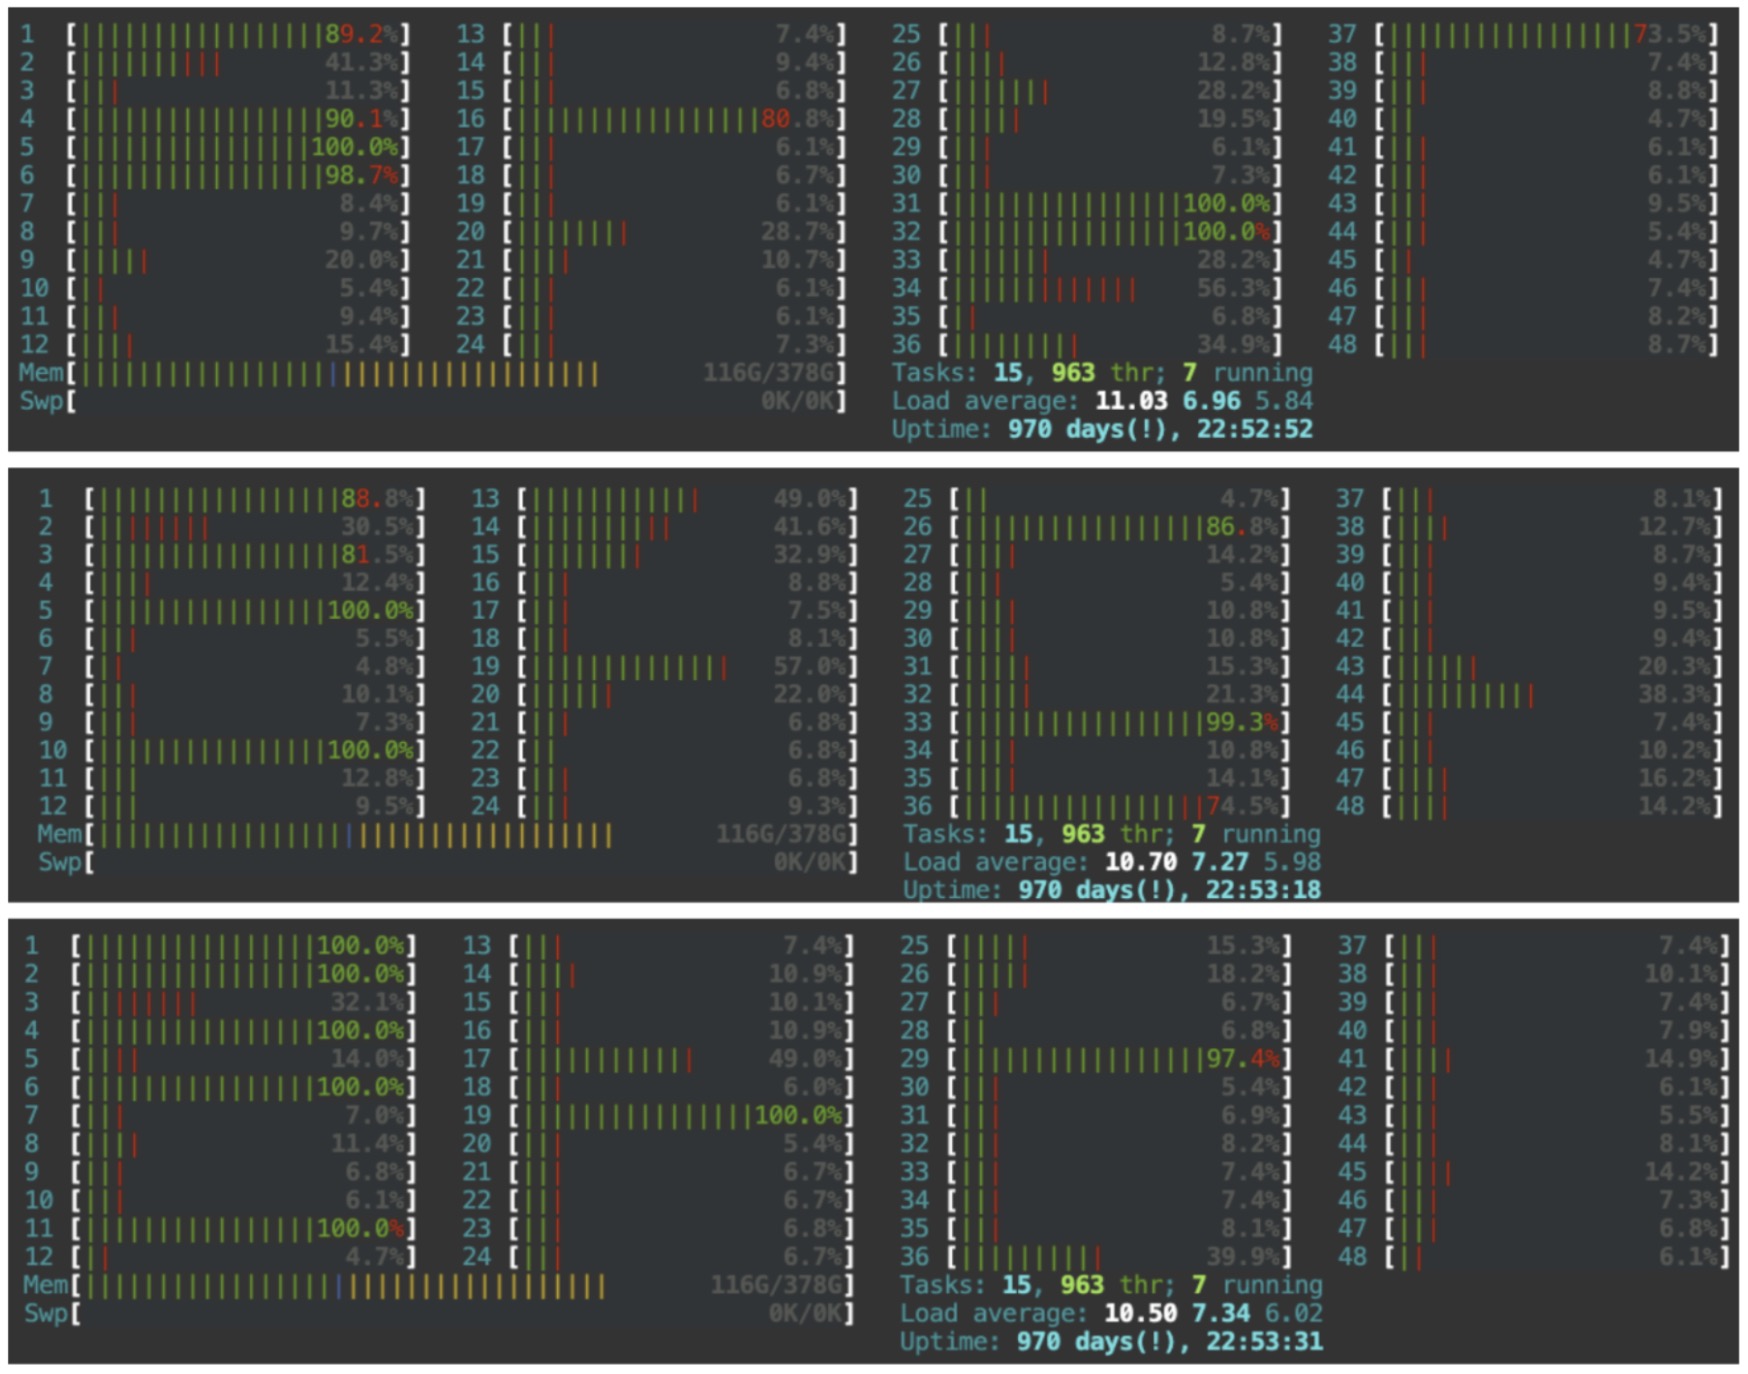 1 [89.2%] 13 [7.4%] 25 [8.7%] 37 [73.5%]
2 [41.3%] 14 [9.4%] 26 [12.8%] 38 [7.4%]
3 [11.3%] 15 [6.8%] 27 [28.2%] 39 [8.8%]
4 [90.1%] 16 [80.8%] 28 [19.5%] 40 [4.7%]
5 [100.0%] 17 [6.1%] 29 [6.1%] 41 [6.1%]
6 [98.7%] 18 [6.7%] 30 [7.3%] 42 [6.1%]
7 [8.4%] 19 [6.1%] 31 [100.0%] 43 [9.5%]
8 [9.7%] 20 [28.7%] 32 [100.0%] 44 [5.4%]
9 [20.0%] 21 [10.7%] 33 [28.2%] 45 [4.7%]
10 [5.4%] 22 [6.1%] 34 [56.3%] 46 [7.4%]
11 [9.4%] 23 [6.1%] 35 [6.8%] 47 [8.2%]
12 [15.4%] 24 [7.3%] 36 [34.9%] 48 [8.7%]
Mem[116G/378G] Tasks: 15, 963 thr; 7 running
Swp[0K/0K] Load average: 11.03 6.96 5.84
Uptime: 970 days(!), 22:52:52
1 [88.8%] 13 [49.0%] 25 [4.7%] 37 [8.1%]
2 [30.5%] 14 [41.6%] 26 [86.8%] 38 [12.7%]
3 [81.5%] 15 [32.9%] 27 [14.2%] 39 [8.7%]
4 [12.4%] 16 [8.8%] 28 [5.4%] 40 [9.4%]
5 [100.0%] 17 [7.5%] 29 [10.8%] 41 [9.5%]
6 [5.5%] 18 [8.1%] 30 [10.8%] 42 [9.4%]
7 [4.8%] 19 [57.0%] 31 [15.3%] 43 [20.3%]
8 [10.1%] 20 [22.0%] 32 [21.3%] 44 [38.3%]
9 [7.3%] 21 [6.8%] 33 [99.3%] 45 [7.4%]
10 [100.0%] 22 [6.8%] 34 [10.8%] 46 [10.2%]
11 [12.8%] 23 [6.8%] 35 [14.1%] 47 [16.2%]
12 [9.5%] 24 [9.3%] 36 [74.5%] 48 [14.2%]
Mem[116G/378G] Tasks: 15, 963 thr; 7 running
Swp[0K/0K] Load average: 10.70 7.27 5.98
Uptime: 970 days(!), 22:53:18
1 [100.0%] 13 [7.4%] 25 [15.3%] 37 [7.4%]
2 [100.0%] 14 [10.9%] 26 [18.2%] 38 [10.1%]
3 [32.1%] 15 [10.1%] 27 [6.7%] 39 [7.4%]
4 [100.0%] 16 [10.9%] 28 [6.8%] 40 [7.9%]
5 [14.0%] 17 [49.0%] 29 [97.4%] 41 [14.9%]
6 [100.0%] 18 [6.0%] 30 [5.4%] 42 [6.1%]
7 [7.0%] 19 [100.0%] 31 [6.9%] 43 [5.5%]
8 [11.4%] 20 [5.4%] 32 [8.2%] 44 [8.1%]
9 [6.8%] 21 [6.7%] 33 [7.4%] 45 [14.2%]
10 [6.1%] 22 [6.7%] 34 [7.4%] 46 [7.3%]
11 [100.0%] 23 [6.8%] 35 [8.1%] 47 [6.8%]
12 [4.7%] 24 [6.7%] 36 [39.9%] 48 [6.1%]
Mem[116G/378G] Tasks: 15, 963 thr; 7 running
Swp[0K/0K] Load average: 10.50 7.34 6.02
Uptime: 970 days(!), 22:53:31